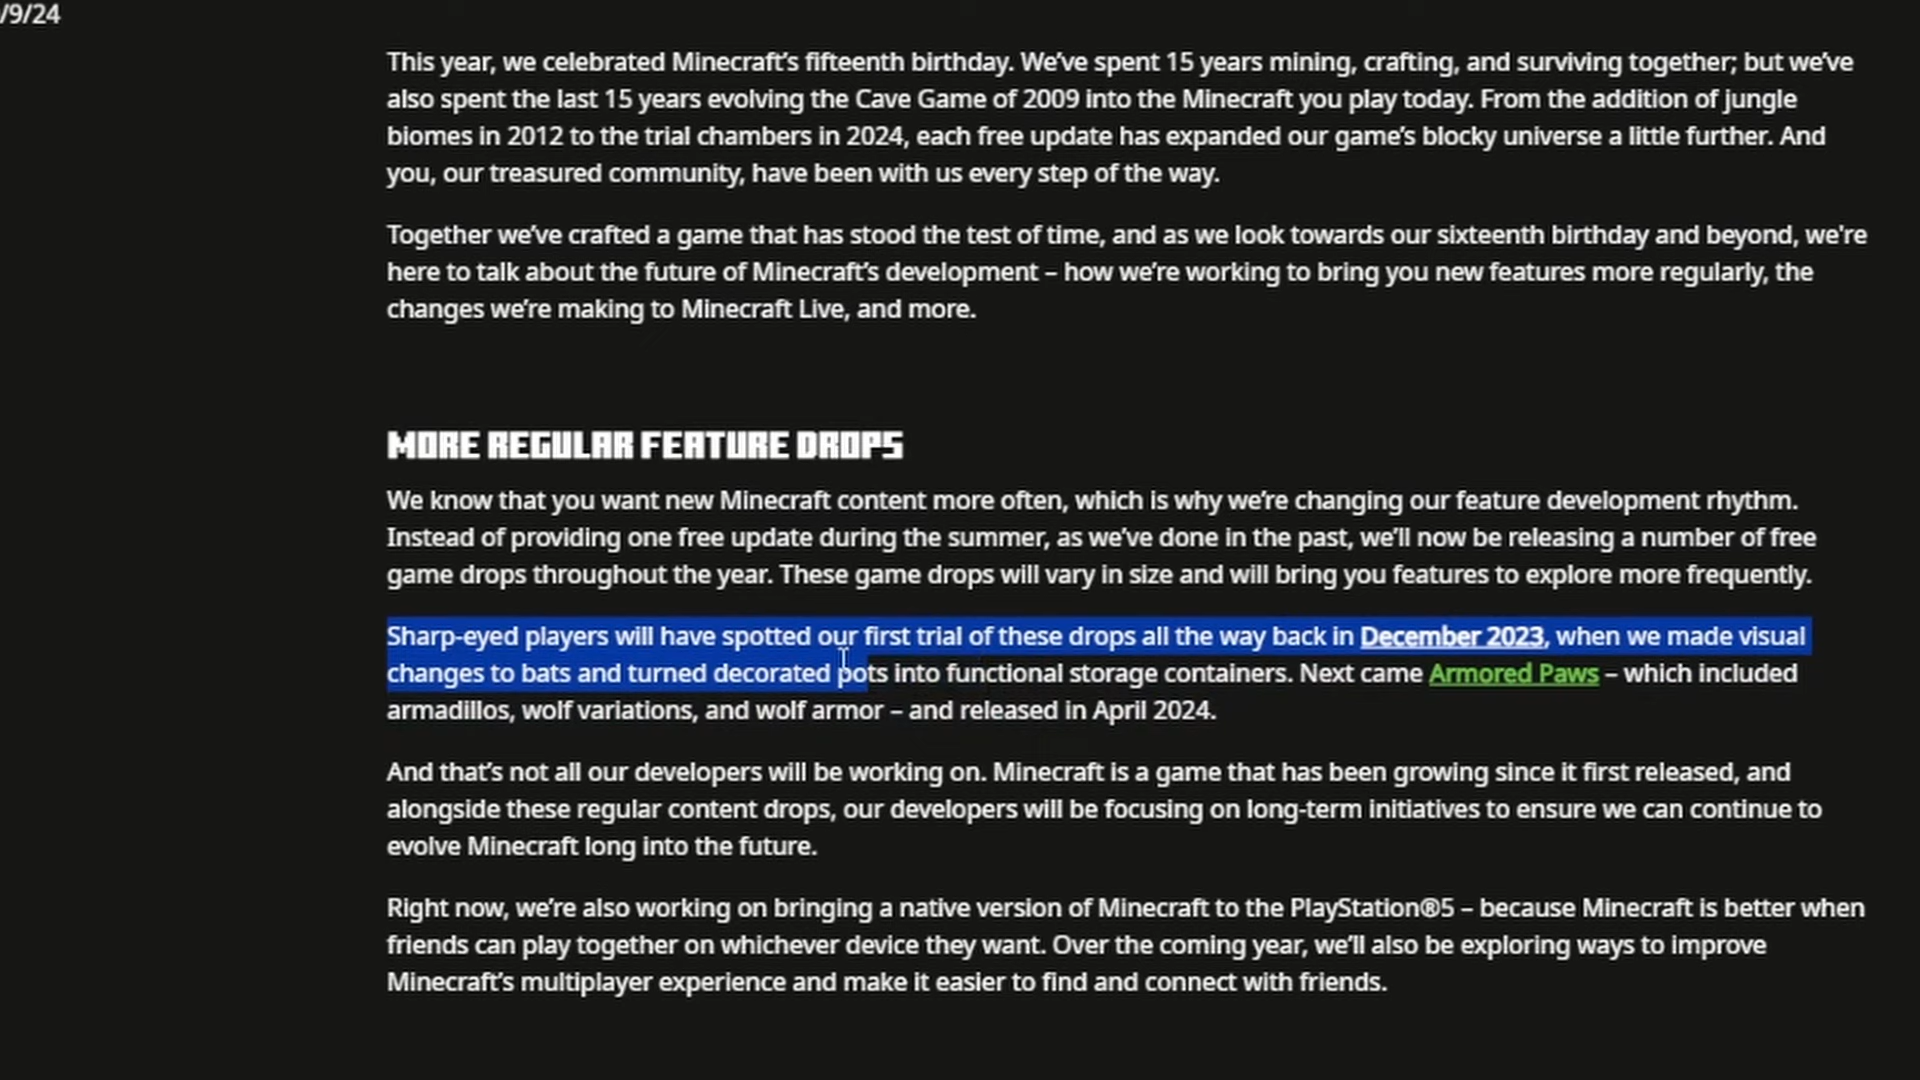 /9/24
This year, we celebrated Minecraft’s fifteenth birthday. We’ve spent 15 years mining, crafting, and surviving together; but we’ve
also spent the last 15 years evolving the Cave Game of 2009 into the Minecraft you play today. From the addition of jungle
biomes in 2012 to the trial chambers in 2024, each free update has expanded our game’s blocky universe a little further. And
you, our treasured community, have been with us every step of the way.
Together we’ve crafted a game that has stood the test of time, and as we look towards our sixteenth birthday and beyond, we're
here to talk about the future of Minecraft’s development – how we’re working to bring you new features more regularly, the
changes we’re making to Minecraft Live, and more.
MORE REGULAR FEATURE DROPS
We know that you want new Minecraft content more often, which is why we’re changing our feature development rhythm.
Instead of providing one free update during the summer, as we’ve done in the past, we’ll now be releasing a number of free
game drops throughout the year. These game drops will vary in size and will bring you features to explore more frequently.
Sharp-eyed players will have spotted our first trial of these drops all the way back in December 2023, when we made visual
changes to bats and turned decorated pots into functional storage containers. Next came Armored Paws – which included
armadillos, wolf variations, and wolf armor – and released in April 2024.
And that’s not all our developers will be working on. Minecraft is a game that has been growing since it first released, and
alongside these regular content drops, our developers will be focusing on long-term initiatives to ensure we can continue to
evolve Minecraft long into the future.
Right now, we’re also working on bringing a native version of Minecraft to the PlayStation®5 – because Minecraft is better when
friends can play together on whichever device they want. Over the coming year, we’ll also be exploring ways to improve
Minecraft’s multiplayer experience and make it easier to find and connect with friends.